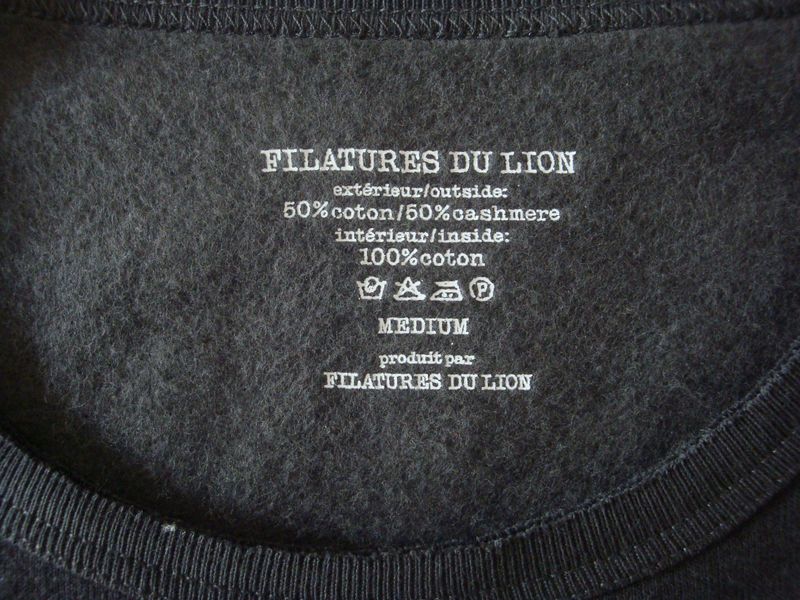 FILATURES DU LION
extérieur/outside:
50%coton/50%cashmere
intérieur/inside:
100%coton
P
MEDIUM
produit par
FILATURES DU LION